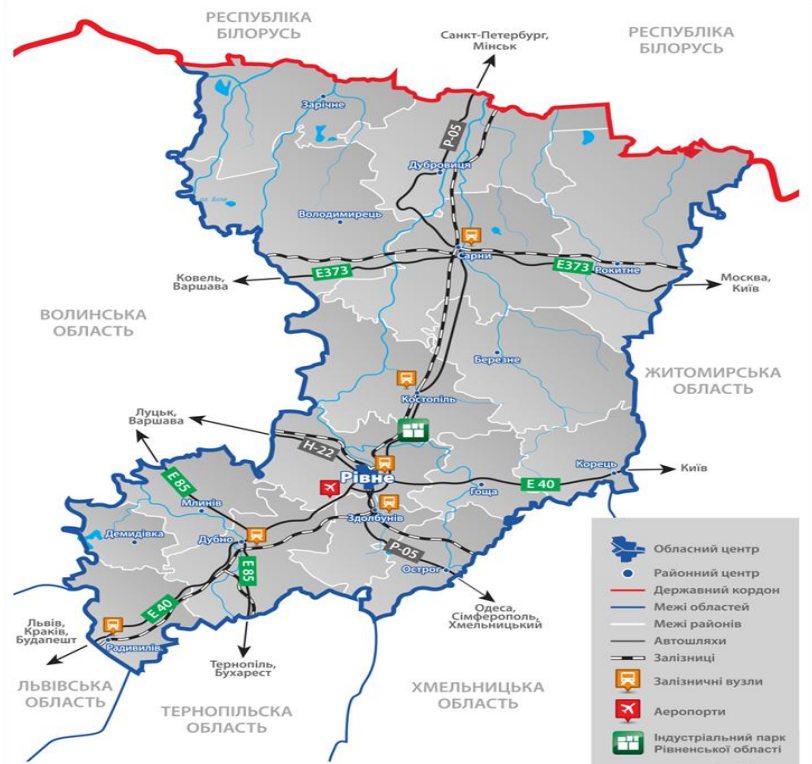 РЕСПУБЛІКА
БІЛОРУСЬ
Санкт-Петербург,
Мінськ
РЕСПУБЛІКА
БІЛОРУСЬ
Зарічне
Р-05
Дубровиця
Володимирець
Сарни
Е373
Е373
Рокитне
Ковель,
Варшава
Москва,
Київ
ВОЛИНСЬКА
ОБЛАСТЬ
Березне
ЖИТОМИРСЬКА
ОБЛАСТЬ
Костопіль
Луцьк,
Варшава
Н-22
Рівне
Корець
Київ
Е 85
Е 40
Гоща
Млинів
Здолбунів
Демидівка
Дубно
Р-05
Е 85
Острог
Е 40
Одеса,
Сімферополь,
Хмельницький
Львів,
Краків,
Будапешт
Радивилів
Тернопіль,
Бухарест
ЛЬВІВСЬКА
ОБЛАСТЬ
ТЕРНОПІЛЬСКА
ОБЛАСТЬ
ХМЕЛЬНИЦЬКА
ОБЛАСТЬ
Обласний центр
Районний центр
Державний кордон
Межі областей
Межі районів
Автошляхи
Залізниці
Залізничні вузли
Аеропорти
Індустріальний парк
Рівненської області